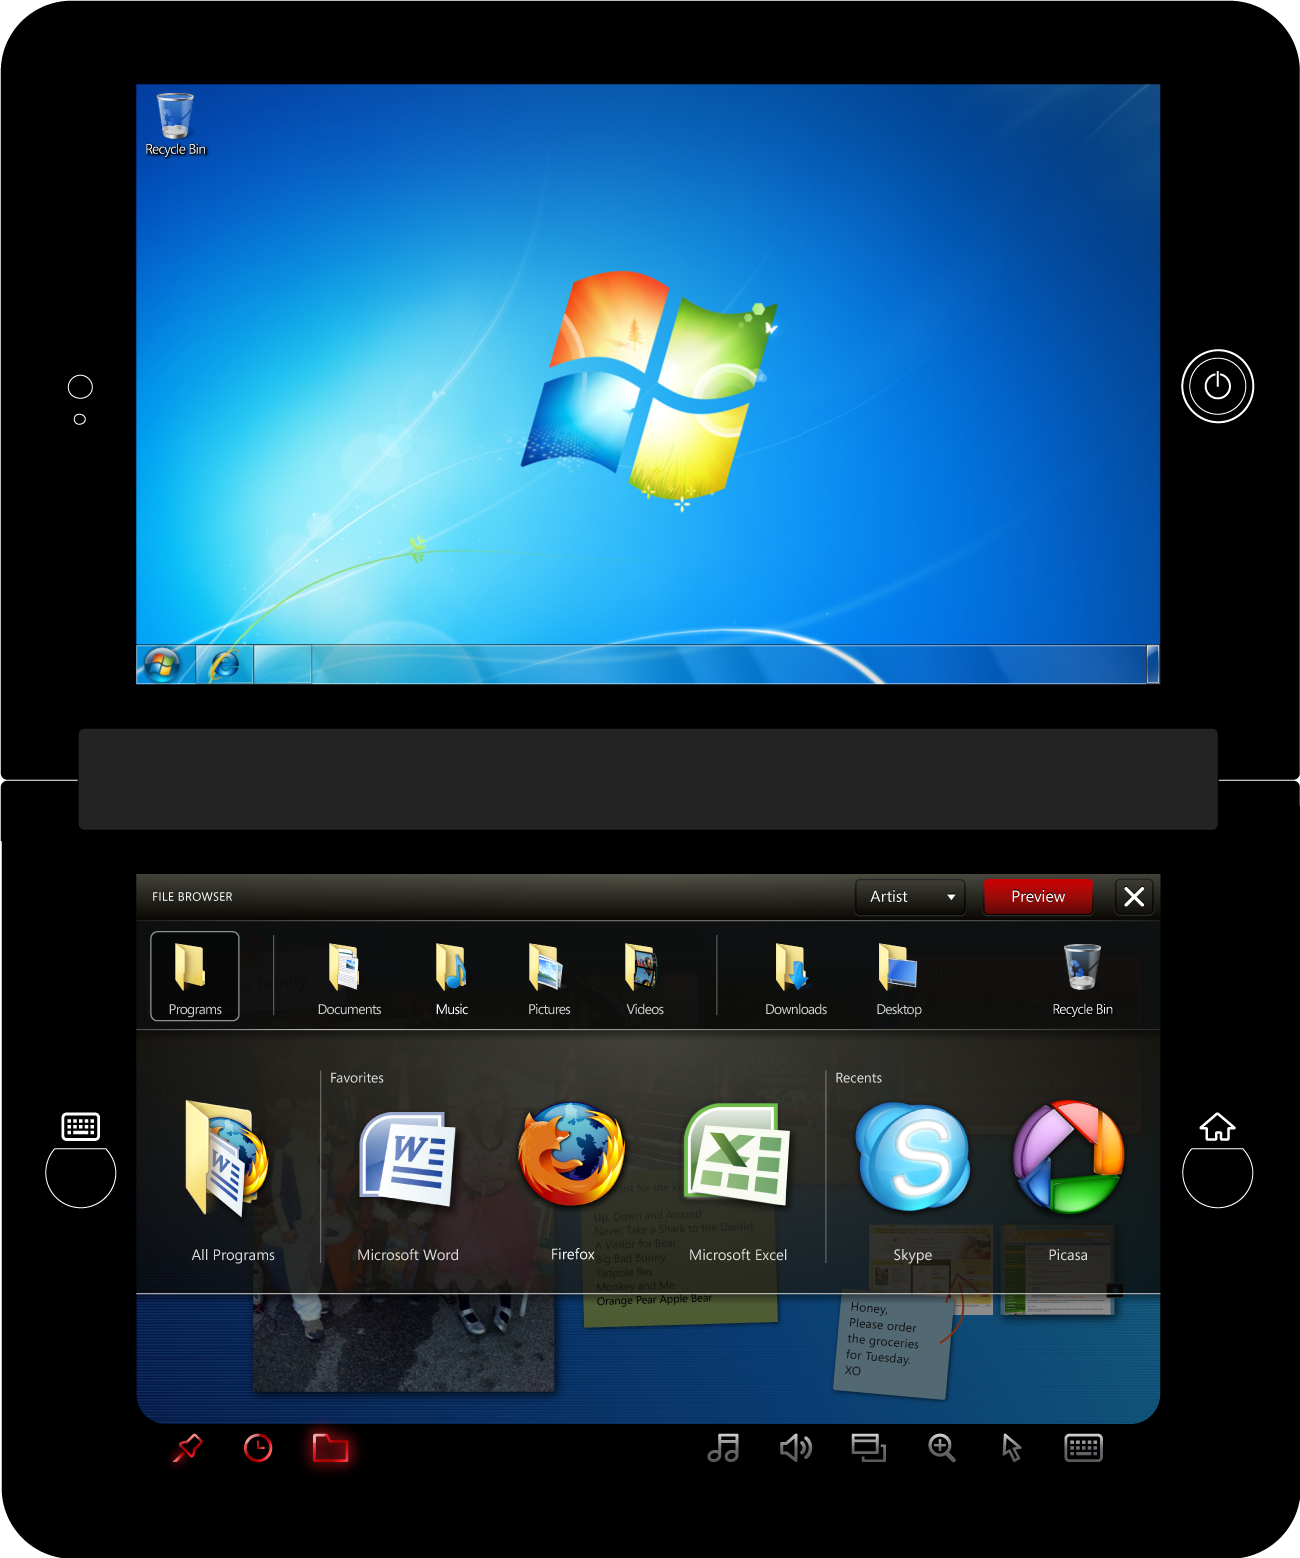 Recycle Bin
FILE BROWSER
Artist
Preview
Programs
Documents
Music
Pictures
Videos
Downloads
Desktop
Recycle Bin
Favorites
Recents
All Programs
Microsoft Word
Firefox
Microsoft Excel
Skype
Picasa
Up, Down and Around
Never Take a Shark to the Dentist
A Visitor for Bear
Big Bad Bunny
Tadpole Rex
Monkey and Me
Orange Pear Apple Bear
Honey,
Please order
the groceries
for Tuesday.
XO